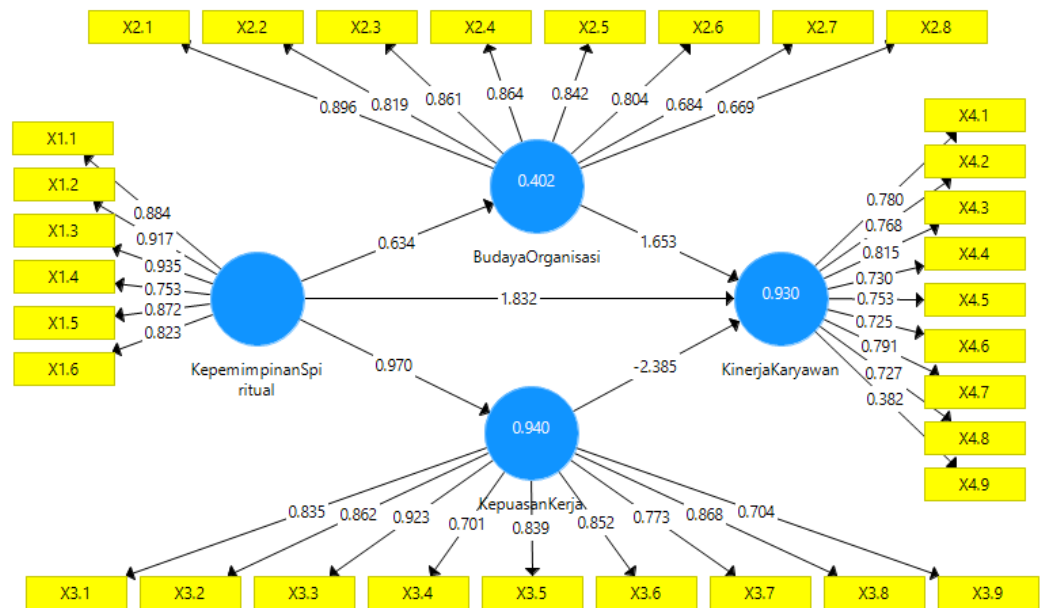 X2.1 X2.2 X2.3 X2.4 X2.5 X2.6 X2.7 X2.8
0.896 0.819 0.861 0.864 0.842 0.804 0.684 0.669
X1.1
X1.2
X1.3
X1.4
X1.5
X1.6
0.884
0.917
0.935
0.753
0.872
0.823
KepemimpinanSpi
ritual
0.634
1.832
0.970
0.402
BudayaOrganisasi
1.653
-2.385
0.930
KinerjaKaryawan
0.780
0.768
0.815
0.730
0.753
0.725
0.791
0.727
0.382
X4.1
X4.2
X4.3
X4.4
X4.5
X4.6
X4.7
X4.8
X4.9
0.940
KepuasanKerja
0.835 0.862 0.923 0.701 0.839 0.852 0.773 0.868 0.704
X3.1 X3.2 X3.3 X3.4 X3.5 X3.6 X3.7 X3.8 X3.9